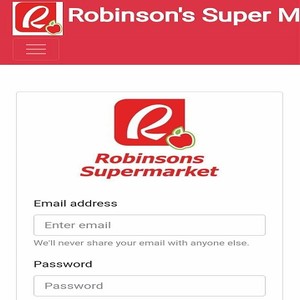 R Robinson's Super M
R
Robinsons
Supermarket
Email address
Enter email
We'll never share your email with anyone else.
Password
Password